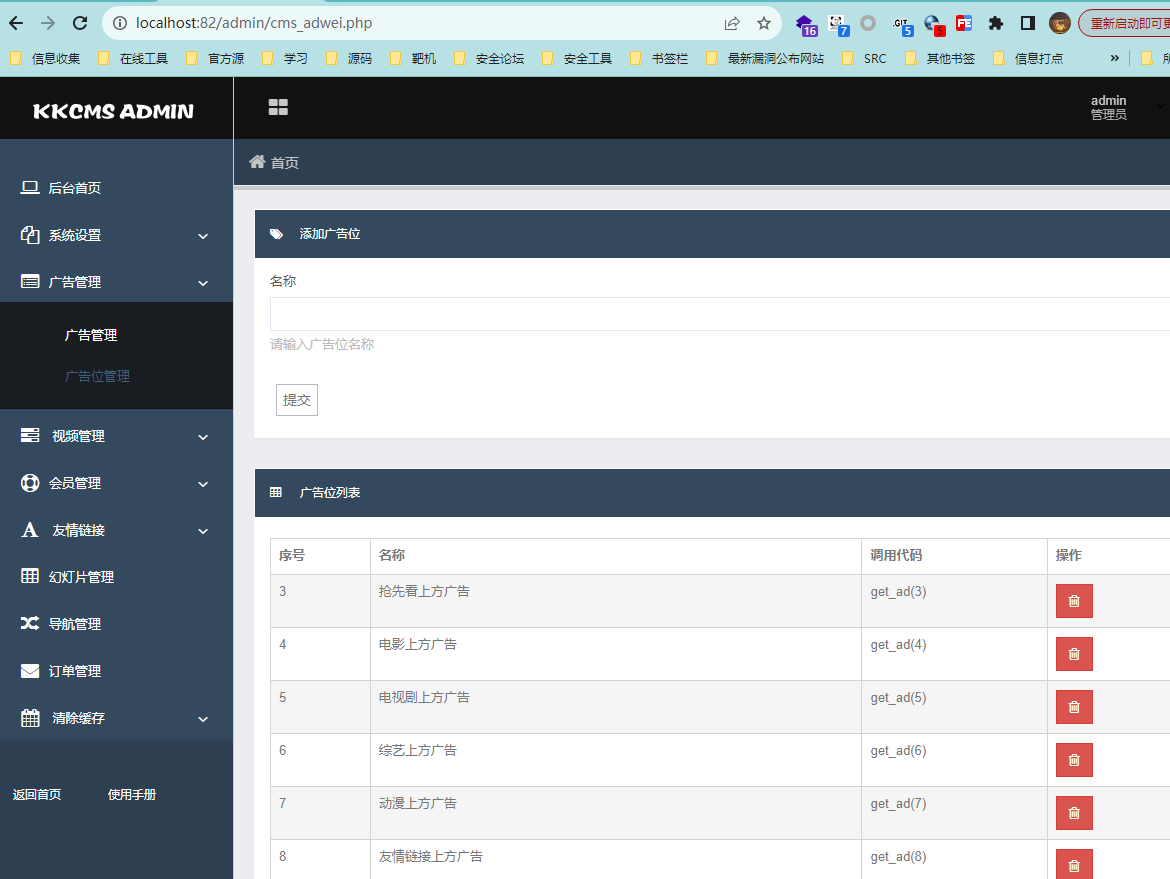 localhost:82/admin/cms_adwei.php
16
7
.GIT
5
5
重新启动即可更
信息收集 在线工具 官方源 学习 源码 靶机 安全论坛 安全工具 书签栏 最新漏洞公布网站 SRC 其他书签 信息打点 »
KKCMS ADMIN
admin
管理员
首页
后台首页
系统设置
广告管理
广告管理
广告位管理
视频管理
会员管理
友情链接
幻灯片管理
导航管理
订单管理
清除缓存
返回首页 使用手册
添加广告位
名称
请输入广告位名称
提交
广告位列表
序号 名称 调用代码 操作
3 抢先看上方广告 get_ad(3)
4 电影上方广告 get_ad(4)
5 电视剧上方广告 get_ad(5)
6 综艺上方广告 get_ad(6)
7 动漫上方广告 get_ad(7)
8 友情链接上方广告 get_ad(8)